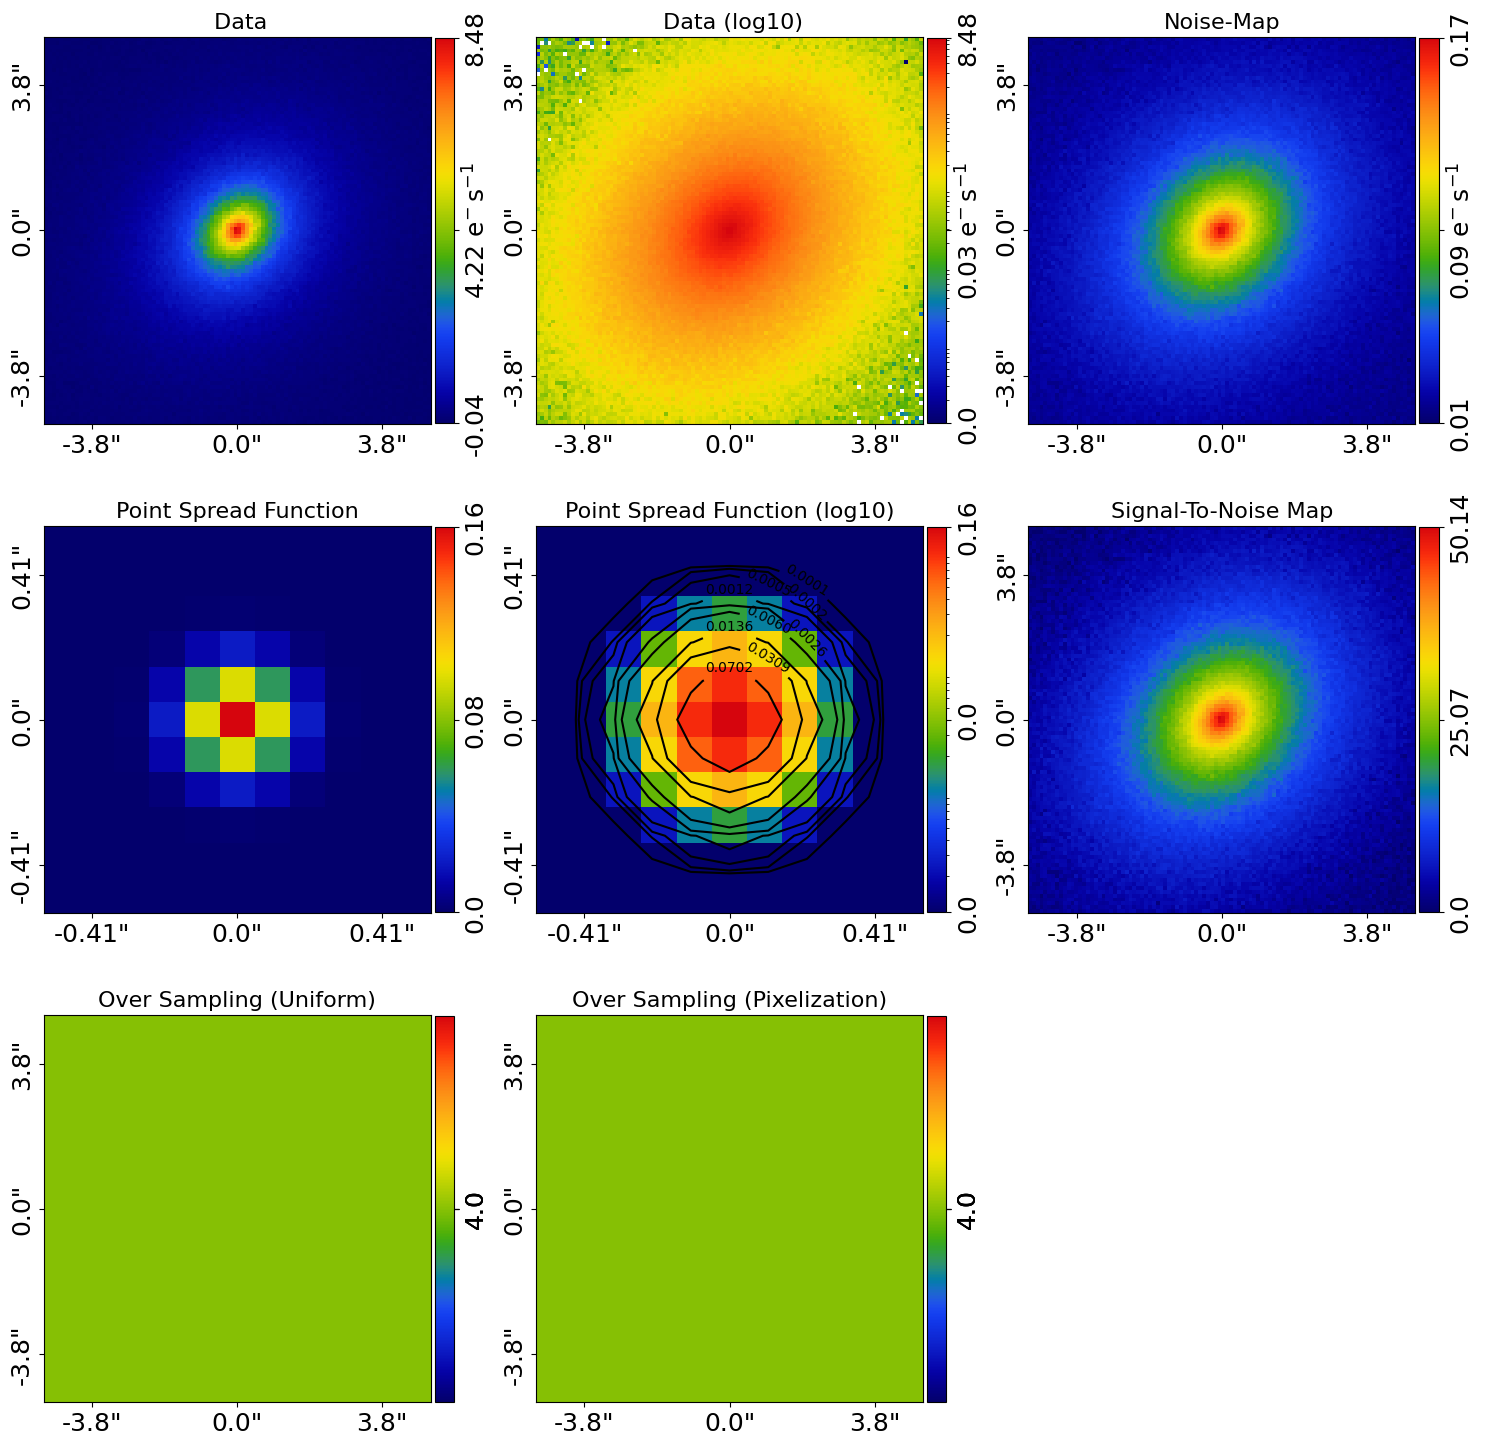 Data
3.8"
0.0"
-3.8"
-3.8" 0.0" 3.8"
8.48
4.22 e⁻ s⁻¹
-0.04
Data (log10)
3.8"
0.0"
-3.8"
-3.8" 0.0" 3.8"
8.48
0.03 e⁻ s⁻¹
0.0
Noise-Map
3.8"
0.0"
-3.8"
-3.8" 0.0" 3.8"
0.17
0.09 e⁻ s⁻¹
0.01
Point Spread Function
0.41"
0.0"
-0.41"
-0.41" 0.0" 0.41"
0.16
0.08
0.0
Point Spread Function (log10)
0.41"
0.0"
-0.41"
0.0001
0.0012
0.0060
0.0026
0.0136
0.0309
0.0702
-0.41" 0.0" 0.41"
0.16
0.0
0.0
Signal-To-Noise Map
3.8"
0.0"
-3.8"
-3.8" 0.0" 3.8"
50.14
25.07
0.0
Over Sampling (Uniform)
3.8"
0.0"
-3.8"
-3.8" 0.0" 3.8"
4.0
Over Sampling (Pixelization)
3.8"
0.0"
-3.8"
-3.8" 0.0" 3.8"
4.0